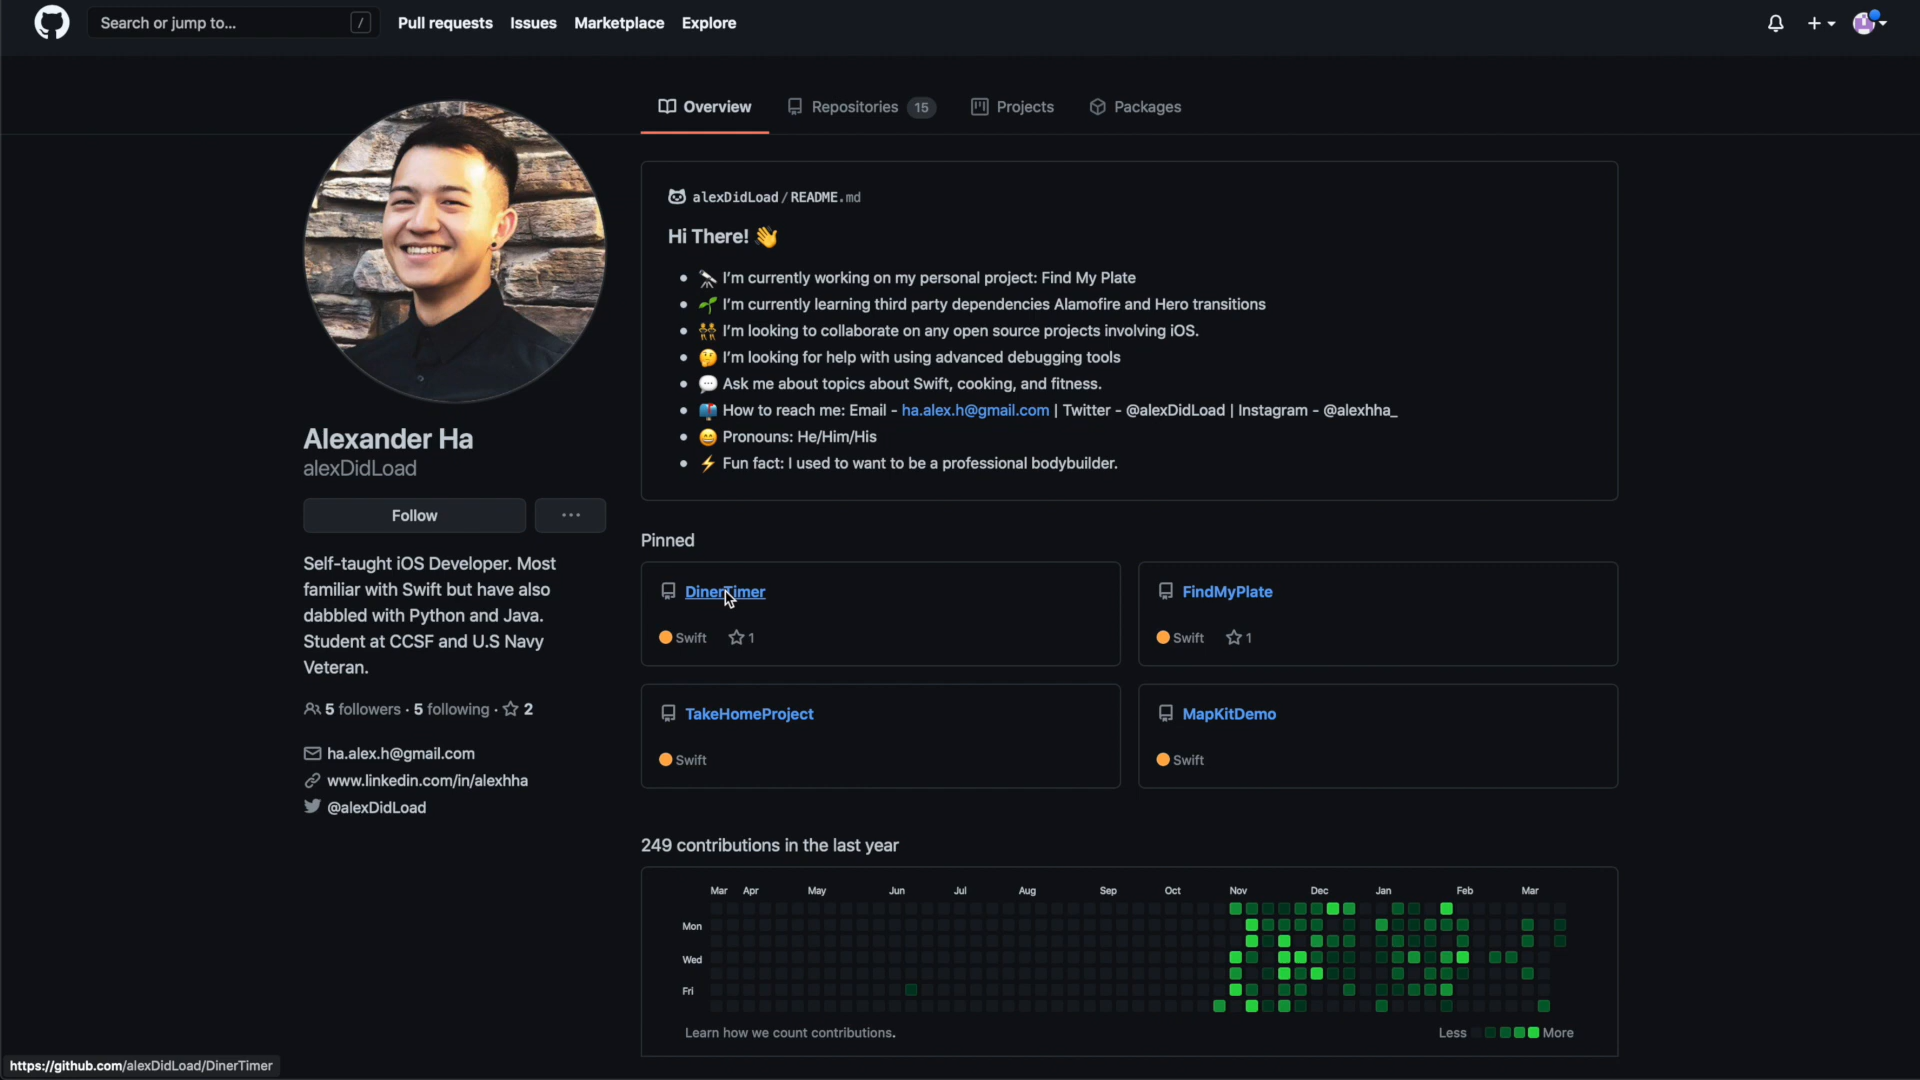 Search or jump to...
/
Pull requests
Issues
Marketplace
Explore
Overview
Repositories 15
Projects
Packages
Alexander Ha
alexDidLoad
Follow
...
Self-taught iOS Developer. Most
familiar with Swift but have also
dabbled with Python and Java.
Student at CCSF and U.S Navy
Veteran.
5 followers · 5 following · 2
ha.alex.h@gmail.com
www.linkedin.com/in/alexhha
@alexDidLoad
alexDidLoad/README.md
Hi There! 👋
🔭 I'm currently working on my personal project: Find My Plate
🌱 I'm currently learning third party dependencies Alamofire and Hero transitions
👯 I'm looking to collaborate on any open source projects involving iOS.
🤔 I'm looking for help with using advanced debugging tools
💬 Ask me about topics about Swift, cooking, and fitness.
📫 How to reach me: Email - ha.alex.h@gmail.com | Twitter - @alexDidLoad | Instagram - @alexhha_
😄 Pronouns: He/Him/His
⚡ Fun fact: I used to want to be a professional bodybuilder.
Pinned
DinerTimer
Swift 1
FindMyPlate
Swift 1
TakeHomeProject
Swift
MapKitDemo
Swift
249 contributions in the last year
Mar Apr May Jun Jul Aug Sep Oct Nov Dec Jan Feb Mar
Mon
Wed
Fri
Learn how we count contributions.
Less More
https://github.com/alexDidLoad/DinerTimer